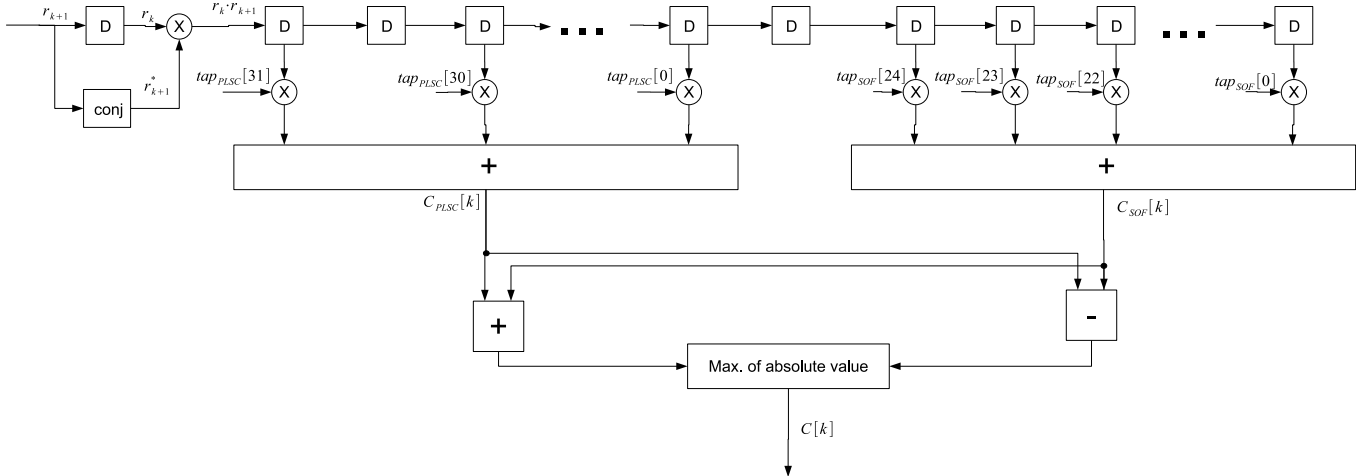 r_{k+1} D r_k X r_k·r_{k+1} D D D ... D D D D D ... D
conj r^*_{k+1}
tap_{PLSC}[31] X tap_{PLSC}[30] X tap_{PLSC}[0] X tap_{SOF}[24] X tap_{SOF}[23] X tap_{SOF}[22] X tap_{SOF}[0] X
+ +
C_{PLSC}[k] C_{SOF}[k]
+ -
Max. of absolute value
C[k]